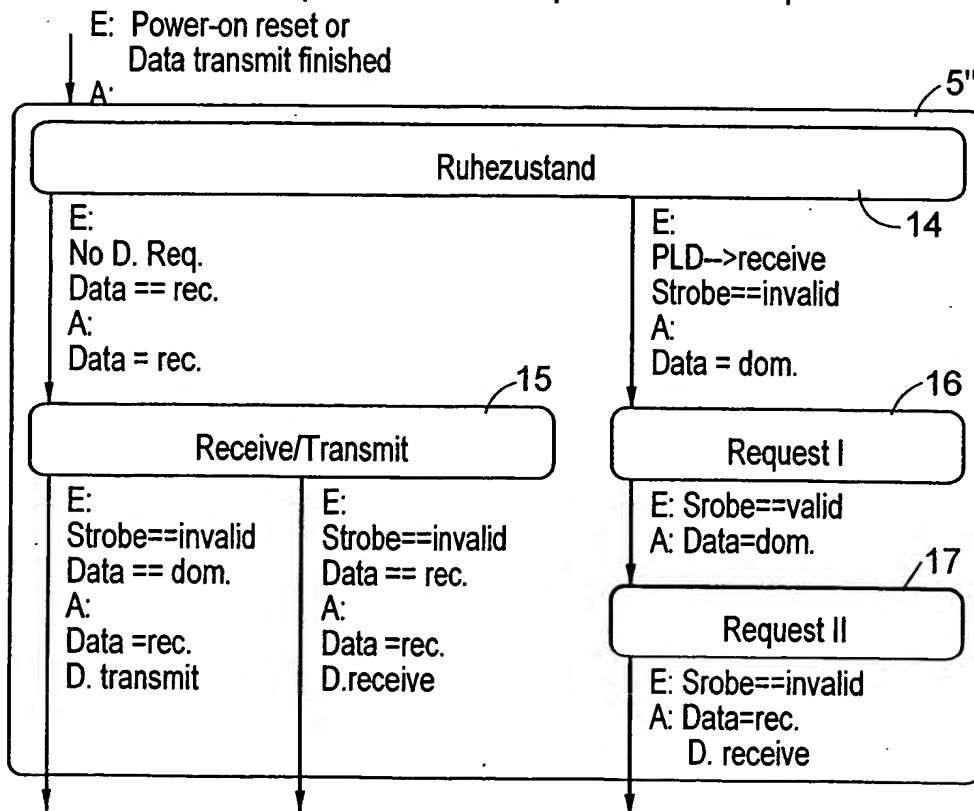 E: Power-on reset or
Data transmit finished
A:
5"
Ruhezustand
14
E:
No D. Req.
Data == rec.
A:
Data = rec.
E:
PLD–>receive
Strobe==invalid
A:
Data = dom.
15
Receive/Transmit
16
Request I
E:
Strobe==invalid
Data == dom.
A:
Data =rec.
D. transmit
E:
Strobe==invalid
Data == rec.
A:
Data =rec.
D.receive
E: Srobe==valid
A: Data=dom.
17
Request II
E: Srobe==invalid
A: Data=rec.
D. receive